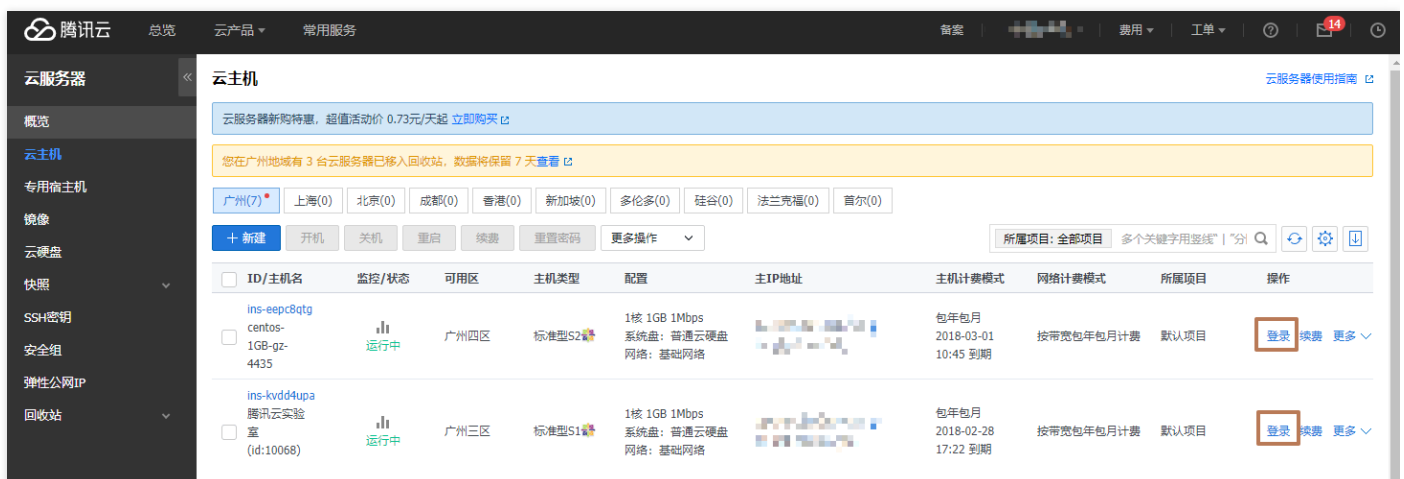 腾讯云 总览 云产品 常用服务 备案 费用 工单 14
云服务器
云主机
云服务器使用指南
概览
云主机
专用宿主机
镜像
云硬盘
快照
SSH密钥
安全组
弹性公网IP
回收站
云服务器新购特惠，超值活动价 0.73元/天起 立即购买
您在广州地域有 3 台云服务器已移入回收站，数据将保留 7 天查看
广州(7) 上海(0) 北京(0) 成都(0) 香港(0) 新加坡(0) 多伦多(0) 硅谷(0) 法兰克福(0) 首尔(0)
+ 新建 开机 关机 重启 续费 重置密码 更多操作 所属项目: 全部项目 多个关键字用竖线"|"分
ID/主机名 监控/状态 可用区 主机类型 配置 主IP地址 主机计费模式 网络计费模式 所属项目 操作
ins-eepc8qtg
centos-
1GB-gz-
4435
运行中
广州四区
标准型S2
1核 1GB 1Mbps
系统盘：普通云硬盘
网络：基础网络
包年包月
2018-03-01
10:45 到期
按带宽包年包月计费
默认项目
登录 续费 更多
ins-kvdd4upa
腾讯云实验
室
(id:10068)
运行中
广州三区
标准型S1
1核 1GB 1Mbps
系统盘：普通云硬盘
网络：基础网络
包年包月
2018-02-28
17:22 到期
按带宽包年包月计费
默认项目
登录 续费 更多